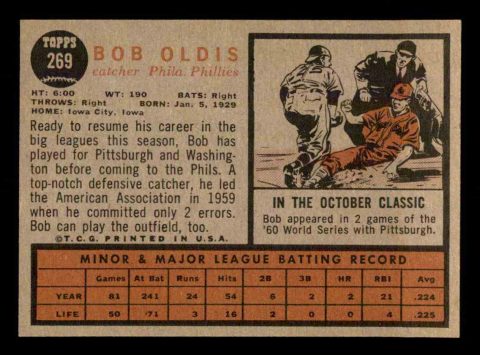 TOPPS
269
BOB OLDIS
catcher Phila. Phillies
HT: 6:00 WT: 190 BATS: Right
THROWS: Right BORN: Jan. 5, 1929
HOME: Iowa City, Iowa
Ready to resume his career in the
big leagues this season, Bob has
played for Pittsburgh and Washing-
ton before coming to the Phils. A
top-notch defensive catcher, he led
the American Association in 1959
when he committed only 2 errors.
Bob can play the outfield, too.
©T.C.G. PRINTED IN U.S.A.
IN THE OCTOBER CLASSIC
Bob appeared in 2 games of the
'60 World Series with Pittsburgh.
MINOR & MAJOR LEAGUE BATTING RECORD
Games At Bat Runs Hits 2B 3B HR RBI Avg.
YEAR 81 241 24 54 6 2 2 21 .224
LIFE 50 71 3 16 2 0 0 4 .225